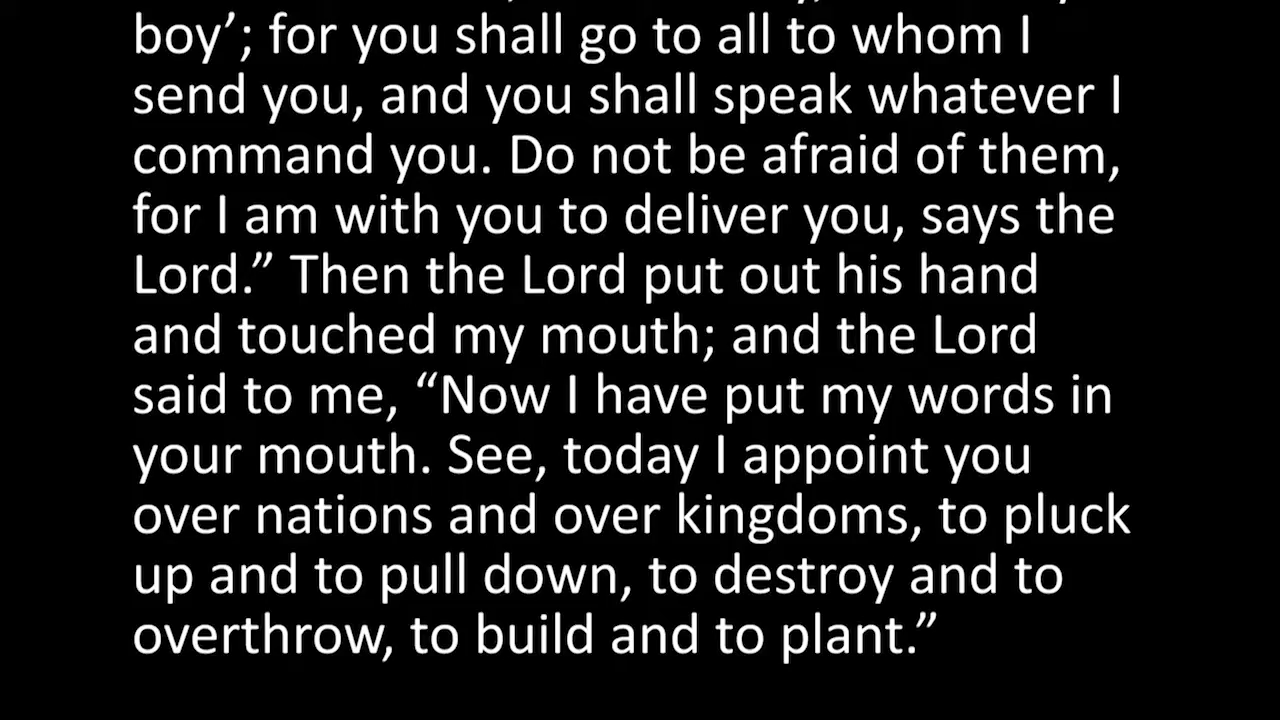 boy’; for you shall go to all to whom I
send you, and you shall speak whatever I
command you. Do not be afraid of them,
for I am with you to deliver you, says the
Lord.” Then the Lord put out his hand
and touched my mouth; and the Lord
said to me, “Now I have put my words in
your mouth. See, today I appoint you
over nations and over kingdoms, to pluck
up and to pull down, to destroy and to
overthrow, to build and to plant.”